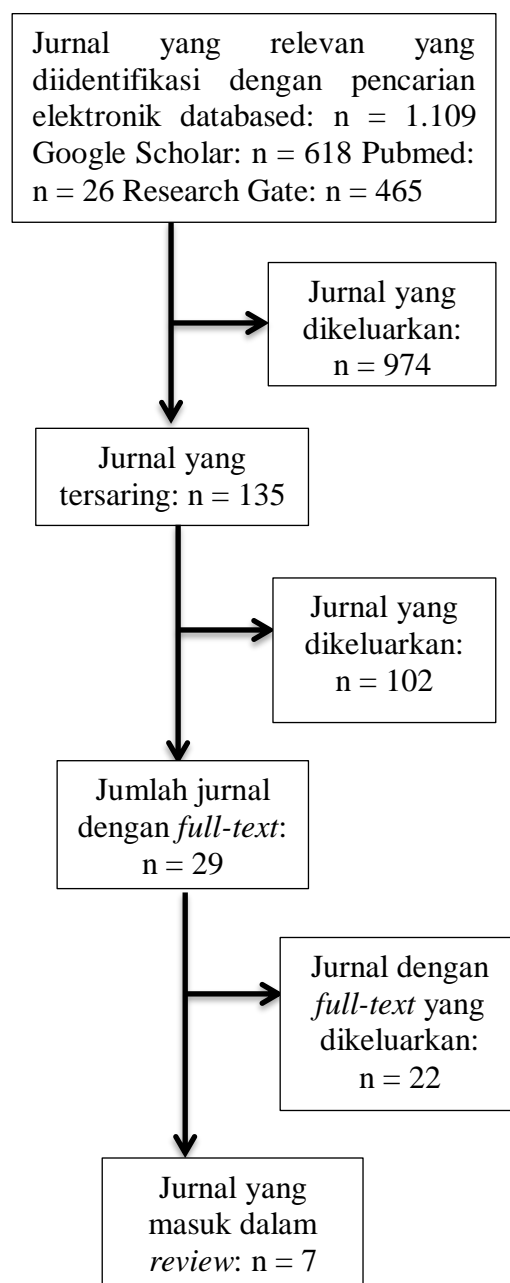 Jurnal yang relevan yang
diidentifikasi dengan pencarian
elektronik databased: n = 1.109
Google Scholar: n = 618 Pubmed:
n = 26 Research Gate: n = 465
Jurnal yang
dikeluarkan:
n = 974
Jurnal yang
tersaring: n = 135
Jurnal yang
dikeluarkan:
n = 102
Jumlah jurnal
dengan full-text:
n = 29
Jurnal dengan
full-text yang
dikeluarkan:
n = 22
Jurnal yang
masuk dalam
review: n = 7